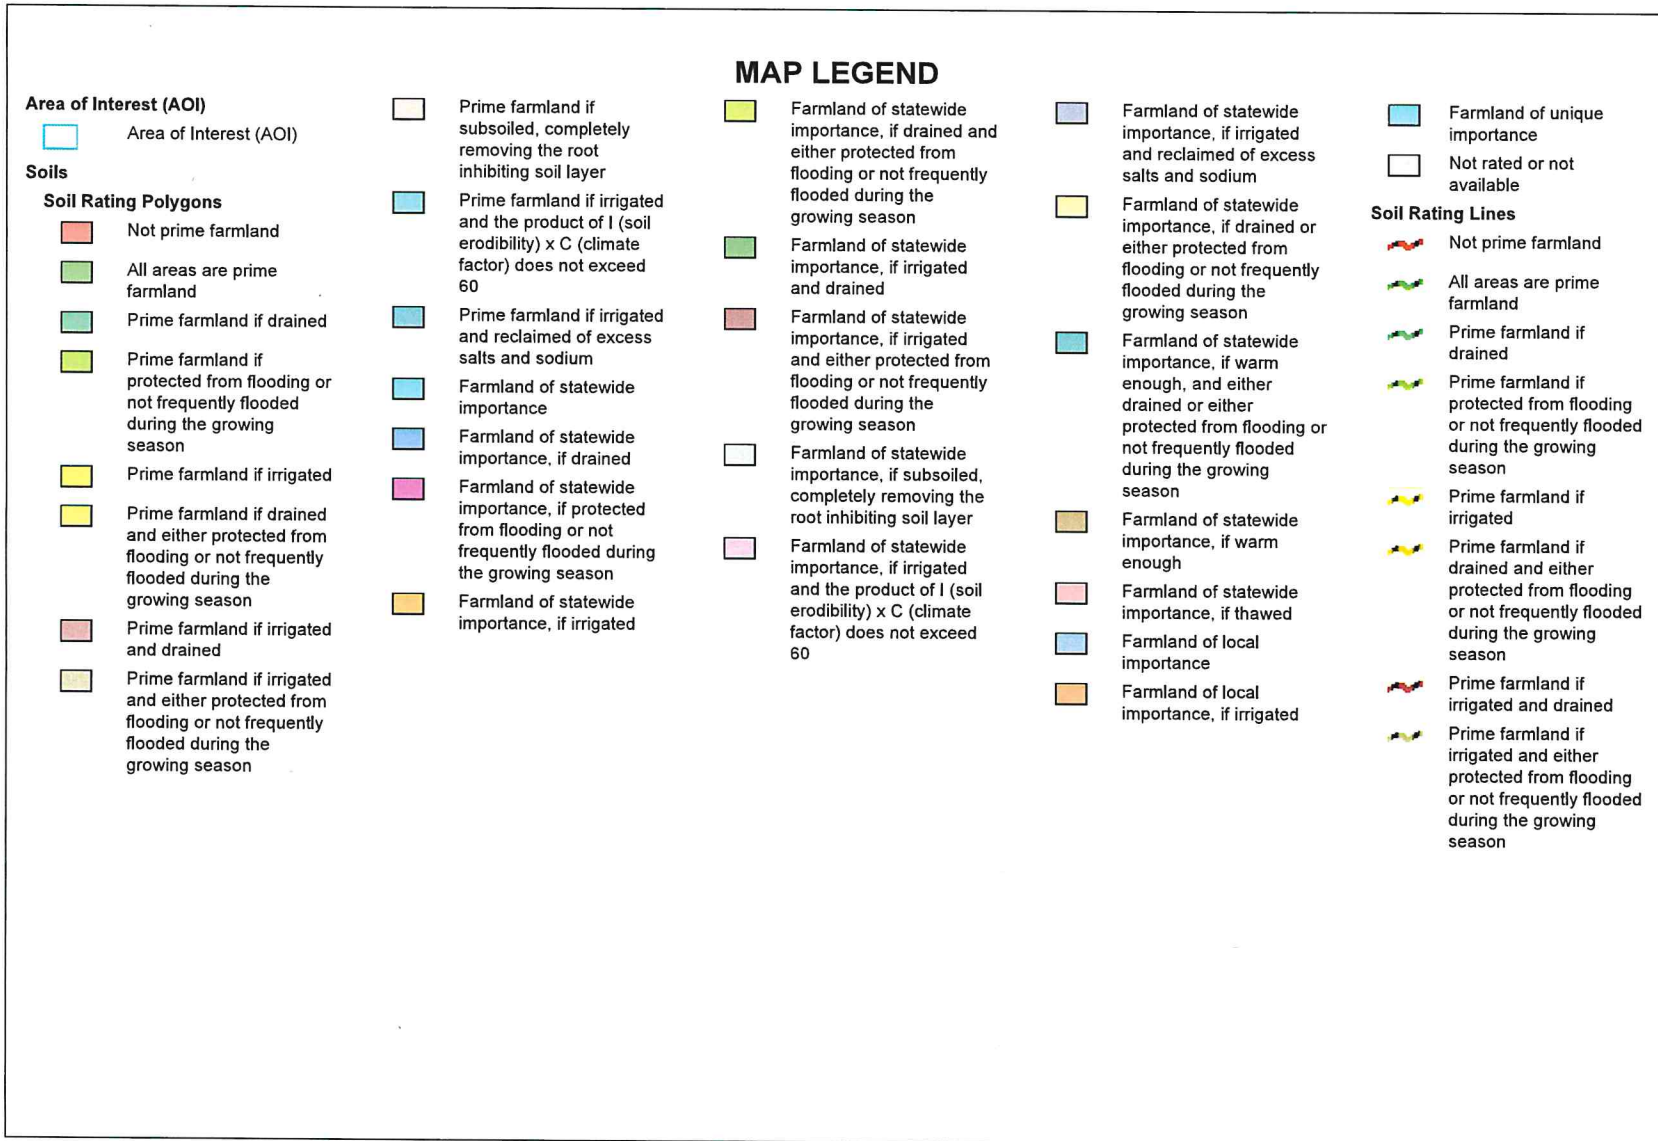 MAP LEGEND
Area of Interest (AOI)
Area of Interest (AOI)
Soils
Soil Rating Polygons
Not prime farmland
All areas are prime
farmland
Prime farmland if drained
Prime farmland if
protected from flooding or
not frequently flooded
during the growing
season
Prime farmland if irrigated
Prime farmland if drained
and either protected from
flooding or not frequently
flooded during the
growing season
Prime farmland if irrigated
and drained
Prime farmland if irrigated
and either protected from
flooding or not frequently
flooded during the
growing season
Prime farmland if
subsoiled, completely
removing the root
inhibiting soil layer
Prime farmland if irrigated
and the product of I (soil
erodibility) x C (climate
factor) does not exceed
60
Prime farmland if irrigated
and reclaimed of excess
salts and sodium
Farmland of statewide
importance
Farmland of statewide
importance, if drained
Farmland of statewide
importance, if protected
from flooding or not
frequently flooded during
the growing season
Farmland of statewide
importance, if irrigated
Farmland of statewide
importance, if drained and
either protected from
flooding or not frequently
flooded during the
growing season
Farmland of statewide
importance, if irrigated
and drained
Farmland of statewide
importance, if irrigated
and either protected from
flooding or not frequently
flooded during the
growing season
Farmland of statewide
importance, if subsoiled,
completely removing the
root inhibiting soil layer
Farmland of statewide
importance, if irrigated
and the product of I (soil
erodibility) x C (climate
factor) does not exceed
60
Farmland of statewide
importance, if irrigated
and reclaimed of excess
salts and sodium
Farmland of statewide
importance, if drained or
either protected from
flooding or not frequently
flooded during the
growing season
Farmland of statewide
importance, if warm
enough, and either
drained or either
protected from flooding or
not frequently flooded
during the growing
season
Farmland of statewide
importance, if warm
enough
Farmland of statewide
importance, if thawed
Farmland of local
importance
Farmland of local
importance, if irrigated
Farmland of unique
importance
Not rated or not
available
Soil Rating Lines
Not prime farmland
All areas are prime
farmland
Prime farmland if
drained
Prime farmland if
protected from flooding
or not frequently flooded
during the growing
season
Prime farmland if
irrigated
Prime farmland if
drained and either
protected from flooding
or not frequently flooded
during the growing
season
Prime farmland if
irrigated and drained
Prime farmland if
irrigated and either
protected from flooding
or not frequently flooded
during the growing
season